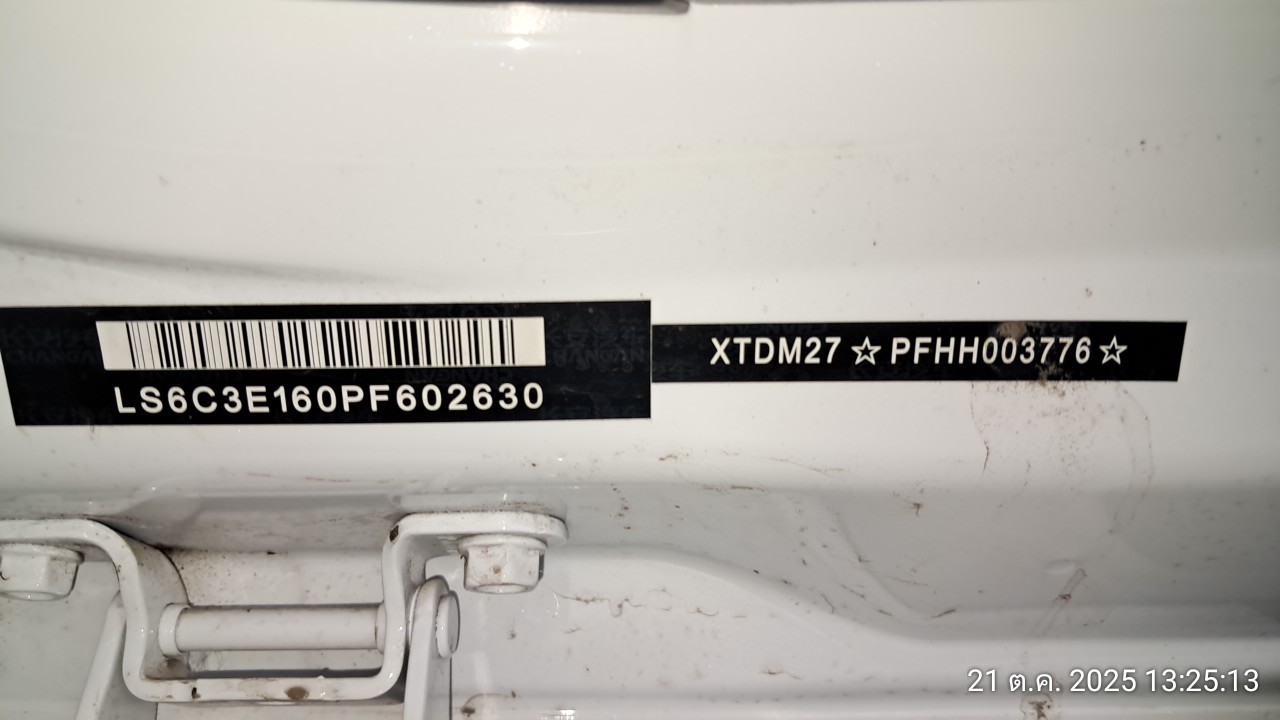 LS6C3E160PF602630
XTDM27☆PFHH003776☆
21 ต.ค. 2025 13:25:13